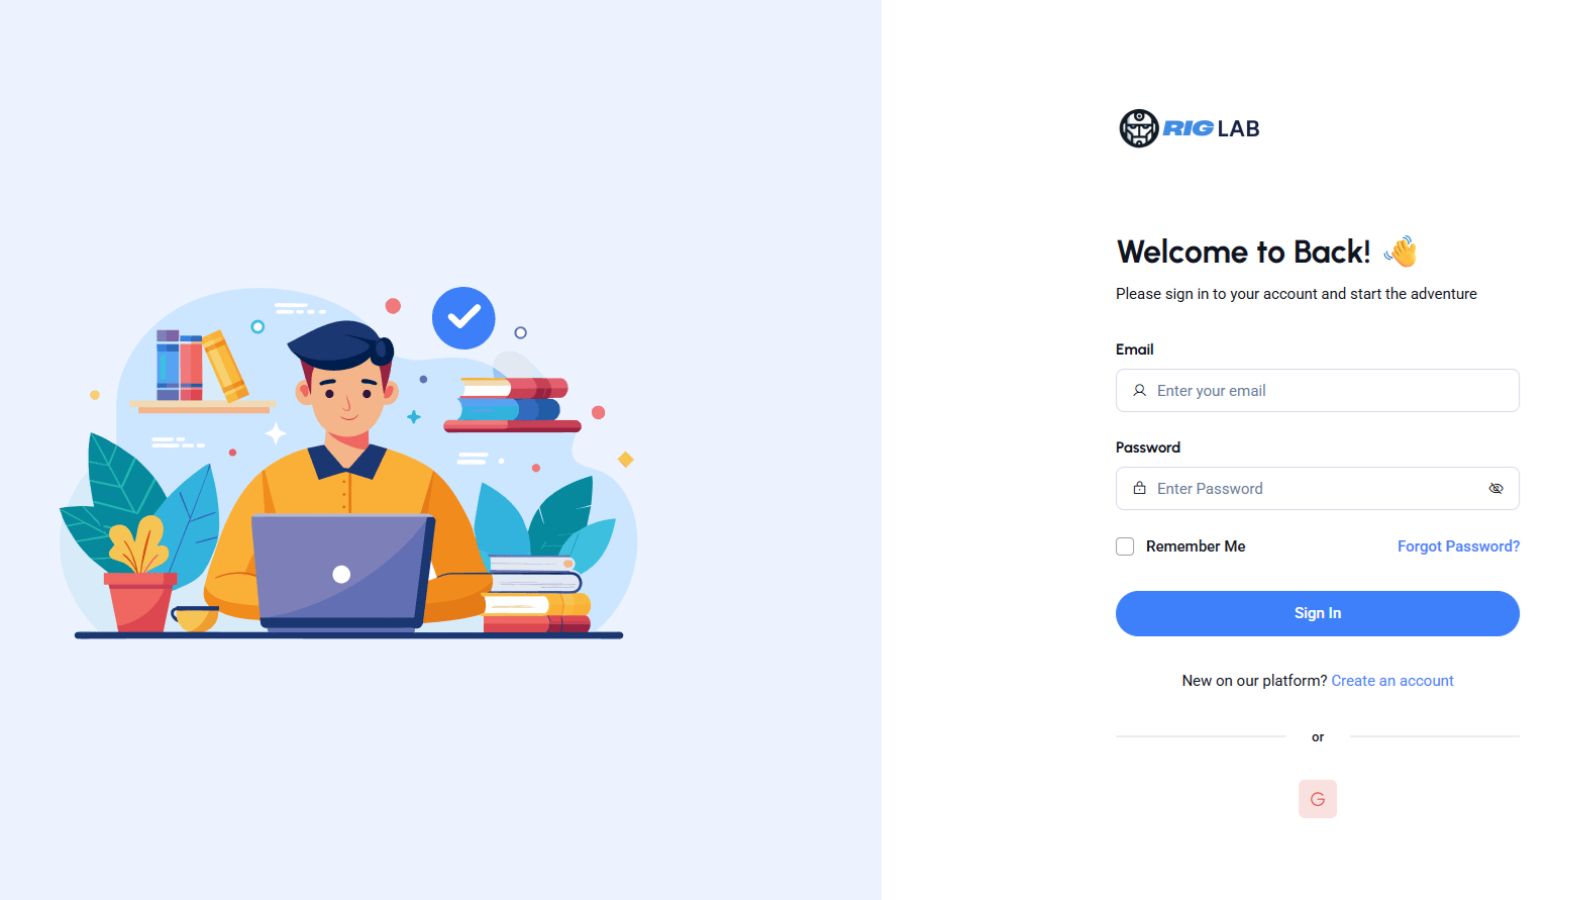 RIG LAB
Welcome to Back! 👋
Please sign in to your account and start the adventure
Email
Enter your email
Password
Enter Password
Remember Me Forgot Password?
Sign In
New on our platform? Create an account
or
G